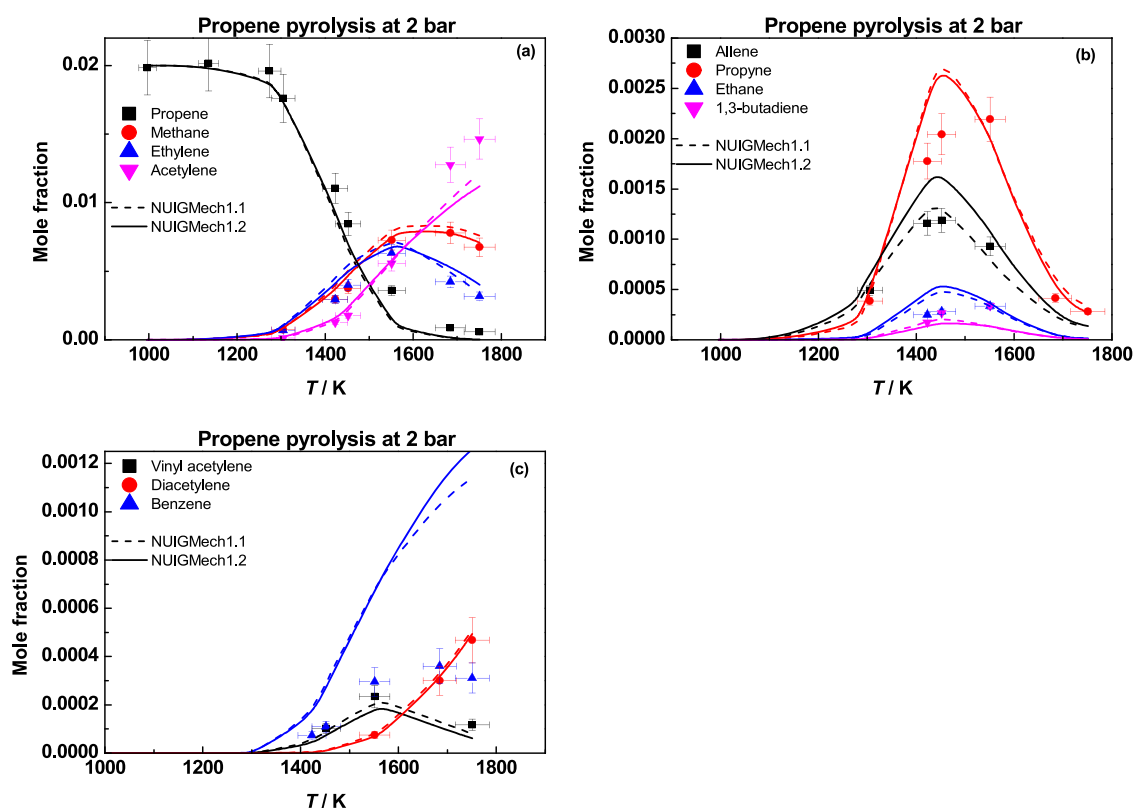 Propene pyrolysis at 2 bar
(a)
0.02
0.01
0.00
Mole fraction
Propene
Methane
Ethylene
Acetylene
NUIGMech1.1
NUIGMech1.2
1000 1200 1400 1600 1800
T / K
Propene pyrolysis at 2 bar
(b)
0.0030
0.0025
0.0020
0.0015
0.0010
0.0005
0.0000
Mole fraction
Allene
Propyne
Ethane
1,3-butadiene
NUIGMech1.1
NUIGMech1.2
1000 1200 1400 1600 1800
T / K
Propene pyrolysis at 2 bar
(c)
0.0012
0.0010
0.0008
0.0006
0.0004
0.0002
0.0000
Mole fraction
Vinyl acetylene
Diacetylene
Benzene
NUIGMech1.1
NUIGMech1.2
1000 1200 1400 1600 1800
T / K